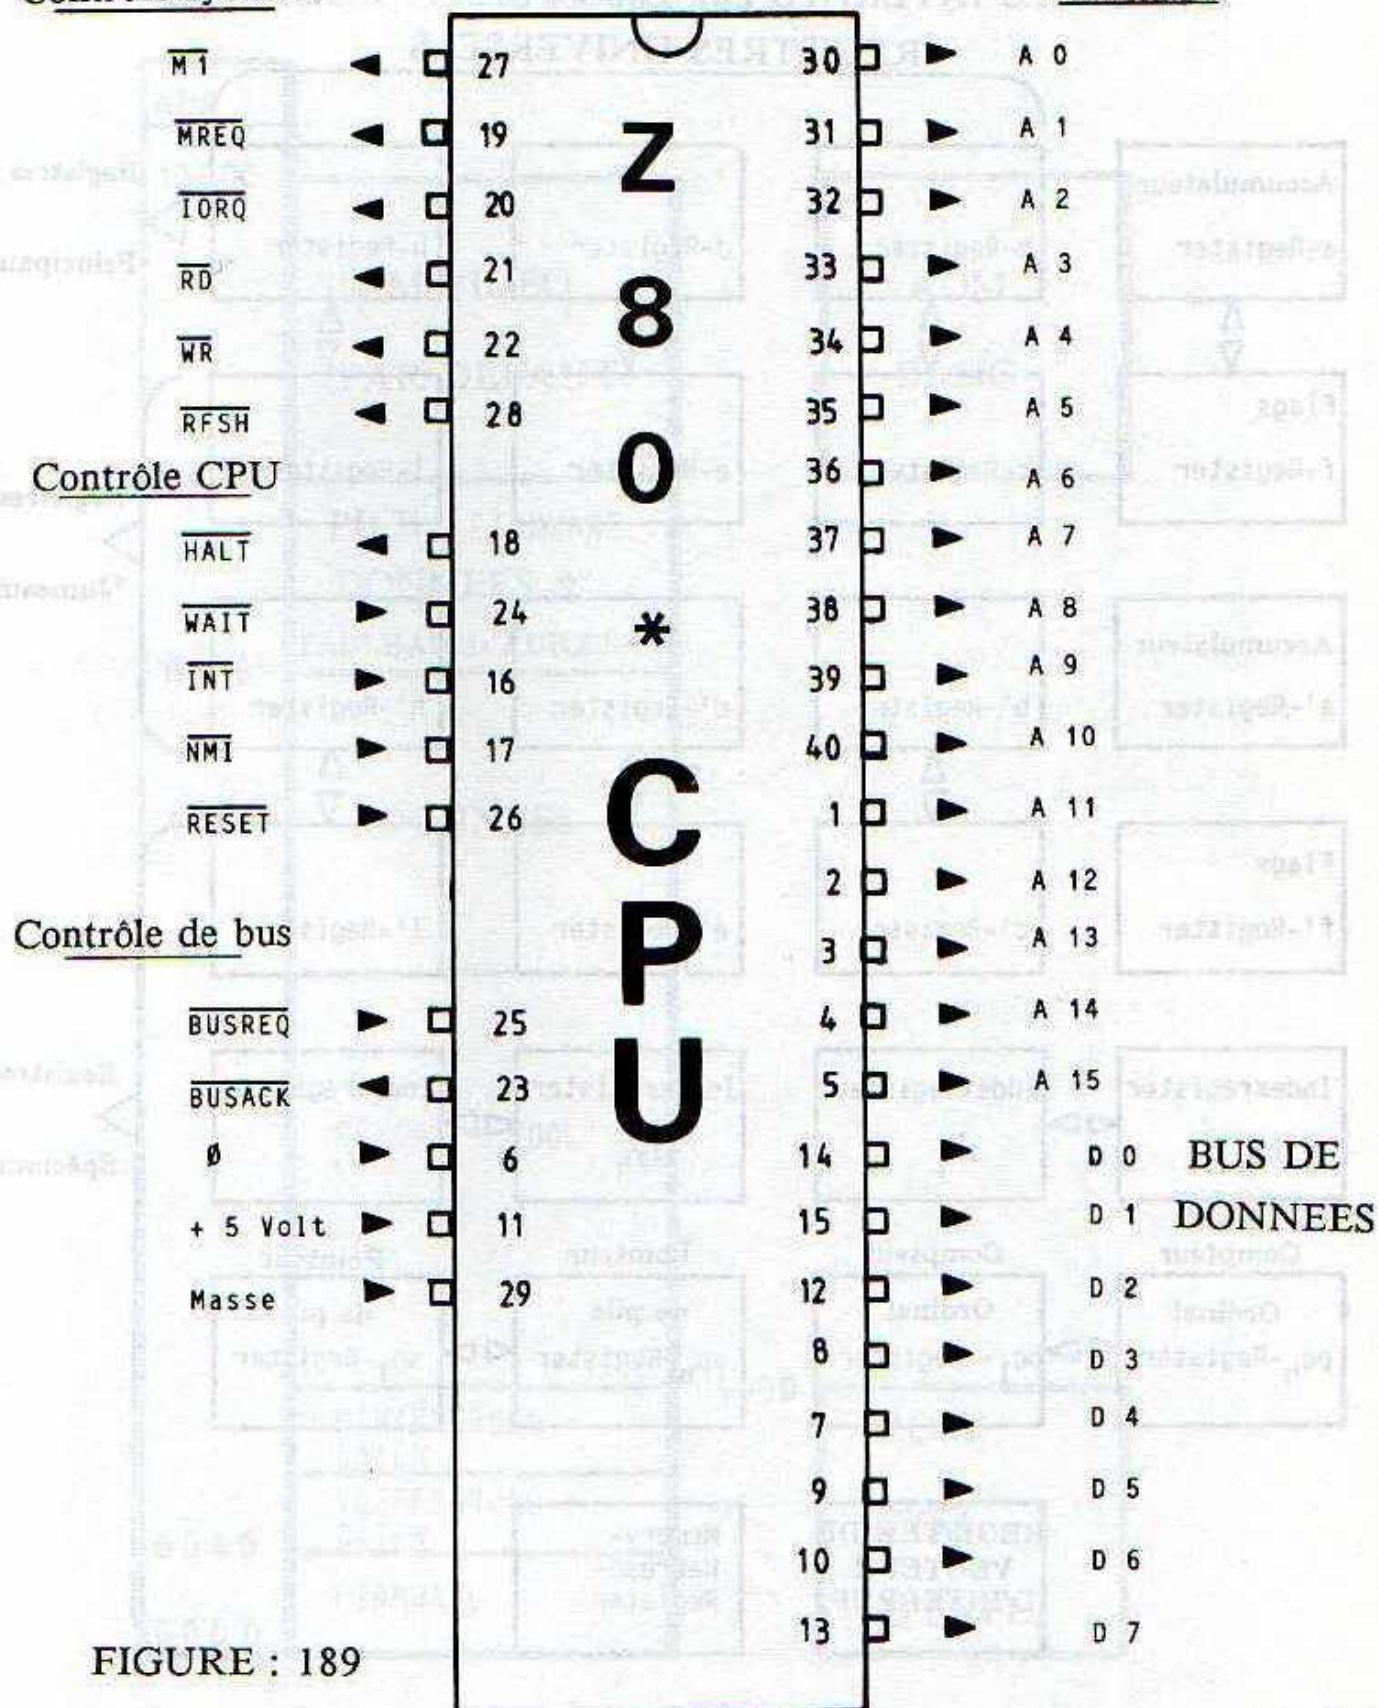 M1 27 30 A 0
MREQ 19 31 A 1
IORQ 20 32 A 2
RD 21 33 A 3
WR 22 34 A 4
RFSH 28 35 A 5
Contrôle CPU 36 A 6
HALT 18 37 A 7
WAIT 24 38 A 8
INT 16 39 A 9
NMI 17 40 A 10
RESET 26 1 A 11
2 A 12
Contrôle de bus 3 A 13
BUSREQ 25 4 A 14
BUSACK 23 5 A 15
Ø 6 14 D 0 BUS DE
+ 5 Volt 11 15 D 1 DONNEES
Masse 29 12 D 2
8 D 3
7 D 4
9 D 5
10 D 6
13 D 7
Z80 * CPU
FIGURE : 189